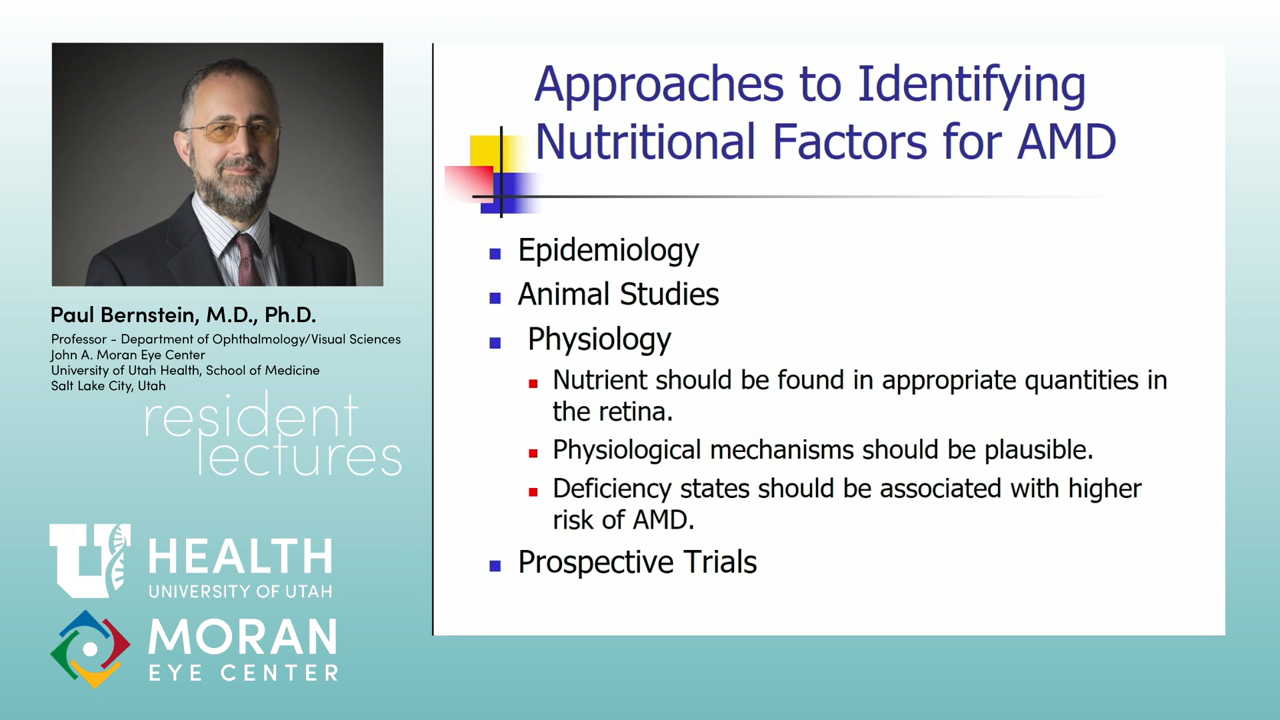 Paul Bernstein, M.D., Ph.D.
Professor - Department of Ophthalmology/Visual Sciences
John A. Moran Eye Center
University of Utah Health, School of Medicine
Salt Lake City, Utah
resident
lectures
U
HEALTH
UNIVERSITY OF UTAH
MORAN
EYE CENTER
Approaches to Identifying
Nutritional Factors for AMD
Epidemiology
Animal Studies
Physiology
Nutrient should be found in appropriate quantities in
the retina.
Physiological mechanisms should be plausible.
Deficiency states should be associated with higher
risk of AMD.
Prospective Trials